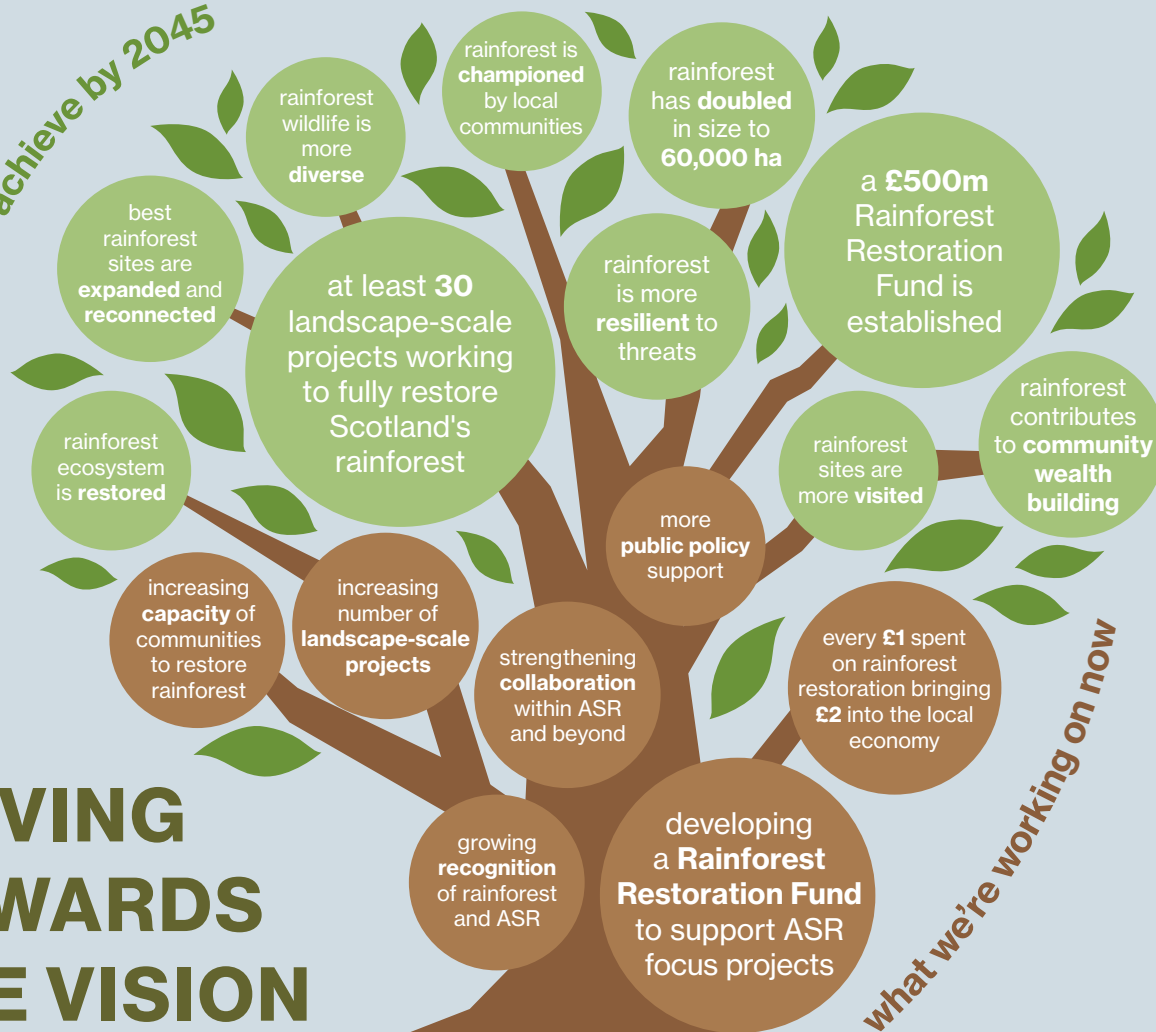 achieve by 2045
rainforest is
championed
by local
communities
rainforest
has doubled
in size to
60,000 ha
rainforest
wildlife is
more
diverse
a £500m
Rainforest
Restoration
Fund is
established
best
rainforest
sites are
expanded and
reconnected
at least 30
landscape-scale
projects working
to fully restore
Scotland's
rainforest
rainforest
is more
resilient to
threats
rainforest
contributes
to community
wealth
building
rainforest
ecosystem
is restored
rainforest
sites are
more visited
more
public policy
support
increasing
capacity of
communities
to restore
rainforest
increasing
number of
landscape-scale
projects
strengthening
collaboration
within ASR
and beyond
every £1 spent
on rainforest
restoration bringing
£2 into the local
economy
growing
recognition
of rainforest
and ASR
developing
a Rainforest
Restoration Fund
to support ASR
focus projects
what we're working on now
VING
WARDS
E VISION